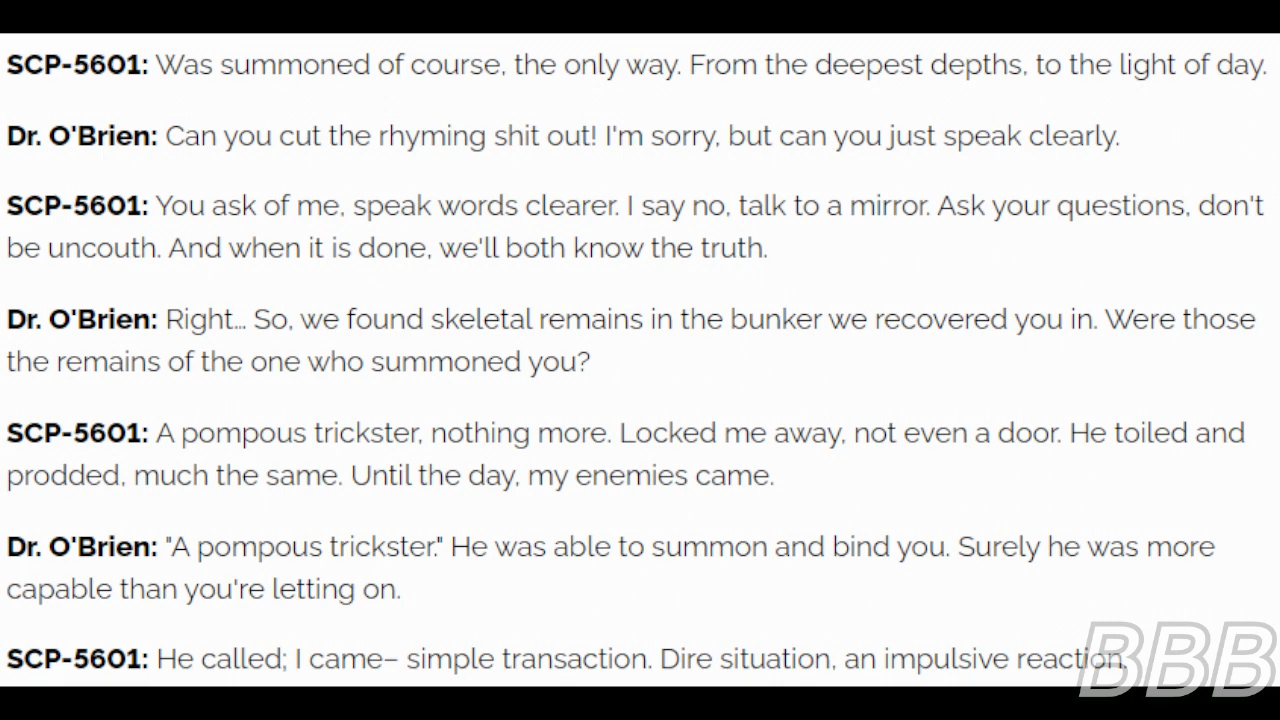 SCP-5601: Was summoned of course, the only way. From the deepest depths, to the light of day.
Dr. O'Brien: Can you cut the rhyming shit out! I'm sorry, but can you just speak clearly.
SCP-5601: You ask of me, speak words clearer. I say no, talk to a mirror. Ask your questions, don't
be uncouth. And when it is done, we'll both know the truth.
Dr. O'Brien: Right… So, we found skeletal remains in the bunker we recovered you in. Were those
the remains of the one who summoned you?
SCP-5601: A pompous trickster, nothing more. Locked me away, not even a door. He toiled and
prodded, much the same. Until the day, my enemies came.
Dr. O'Brien: "A pompous trickster." He was able to summon and bind you. Surely he was more
capable than you're letting on.
SCP-5601: He called; I came– simple transaction. Dire situation, an impulsive reaction.
BBB